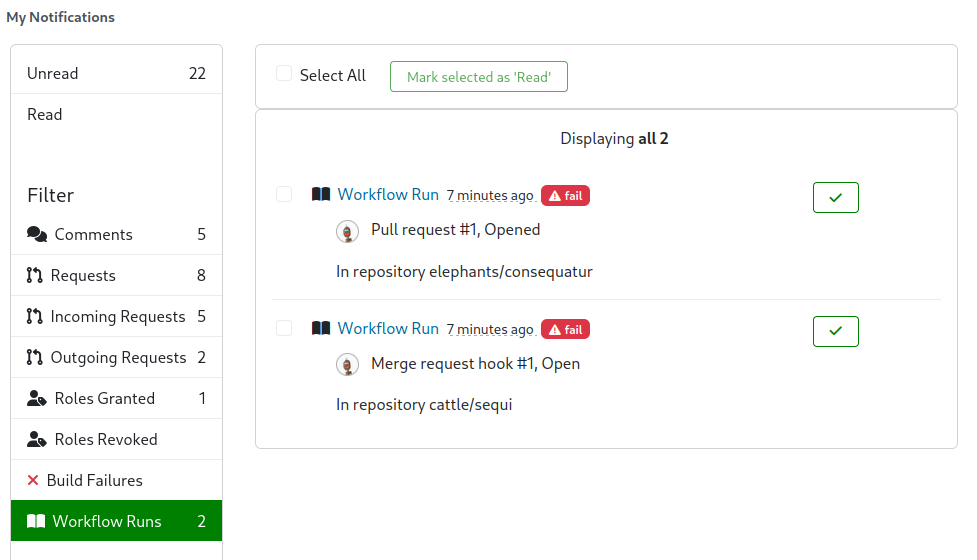 My Notifications
Unread 22
Read
Filter
Comments 5
Requests 8
Incoming Requests 5
Outgoing Requests 2
Roles Granted 1
Roles Revoked
Build Failures
Workflow Runs 2
Select All Mark selected as 'Read'
Displaying all 2
Workflow Run 7 minutes ago fail
Pull request #1, Opened
In repository elephants/consequatur
Workflow Run 7 minutes ago fail
Merge request hook #1, Open
In repository cattle/sequi